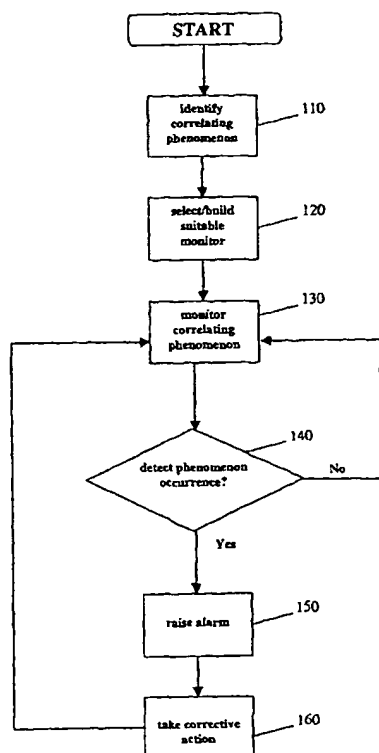 START
identify
correlating
phenomenon
110
select/build
suitable
monitor
120
monitor
correlating
phenomenon
130
140
detect phenomenon
occurrence?
No
Yes
150
raise alarm
take corrective
action
160